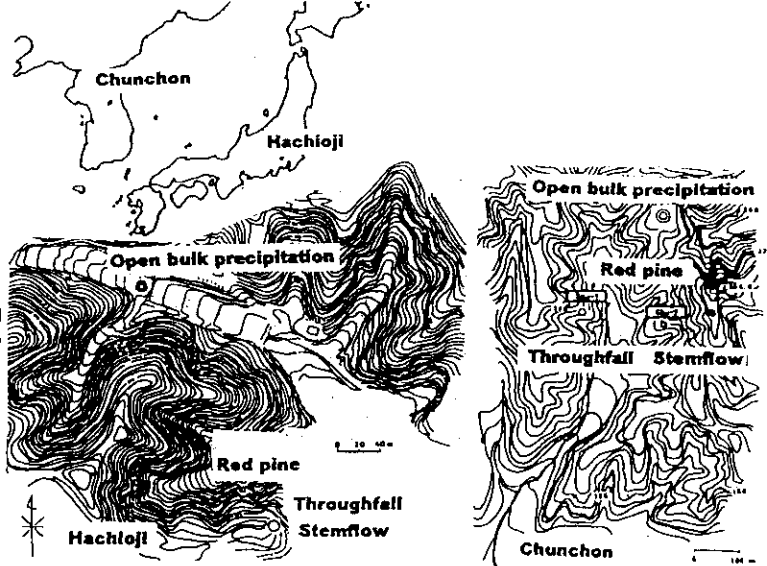 Chunchon
Hachioji
Open bulk precipitation
Red pine
Throughfall
Stemflow
Hachioji
Open bulk precipitation
Red pine
Throughfall Stemflow
Chunchon